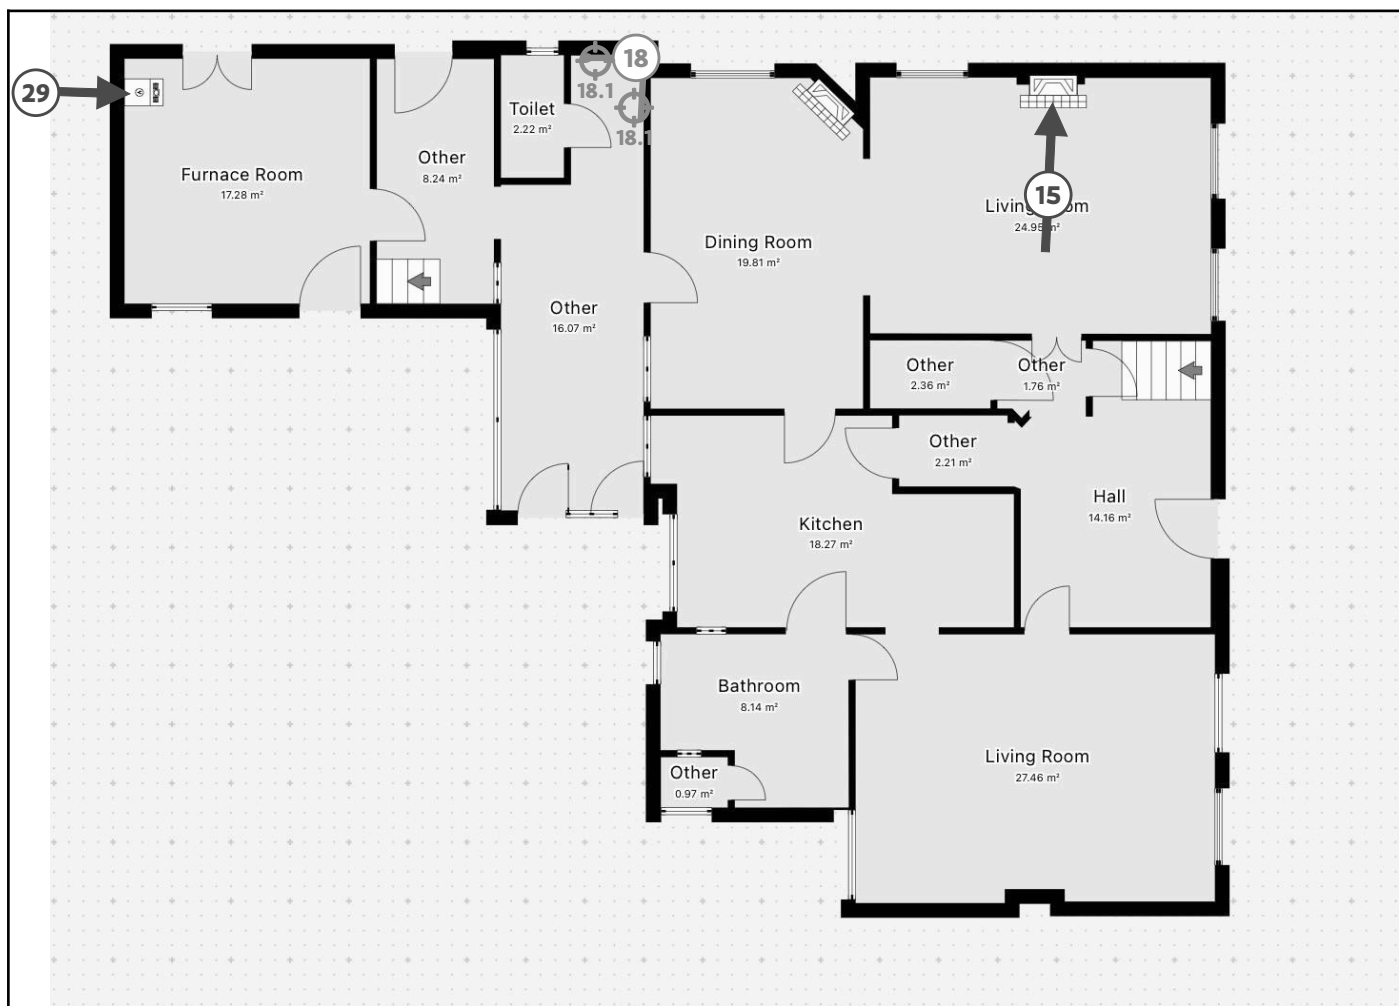 18
29
18.1
18.1
Toilet
2.22 m²
Other
8.24 m²
Furnace Room
17.28 m²
15
Living Room
24.95 m²
Dining Room
19.81 m²
Other
16.07 m²
Other
2.36 m²
Other
1.76 m²
Other
2.21 m²
Hall
14.16 m²
Kitchen
18.27 m²
Bathroom
8.14 m²
Other
0.97 m²
Living Room
27.46 m²